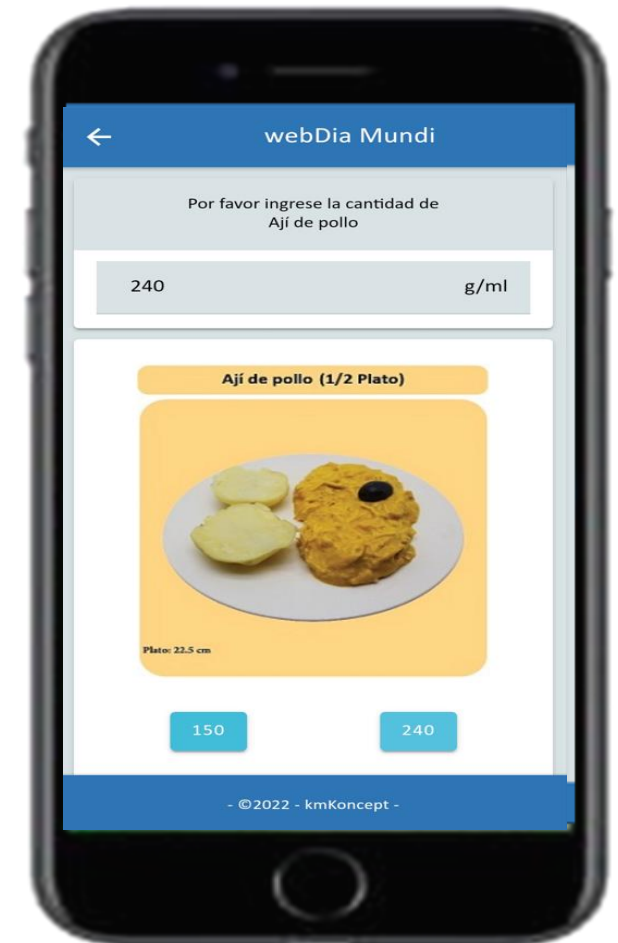 webDia Mundi
Por favor ingrese la cantidad de
Ají de pollo
240 g/ml
Ají de pollo (1/2 Plato)
Plato: 22.5 cm
150 240
- ©2022 - kmKoncept -